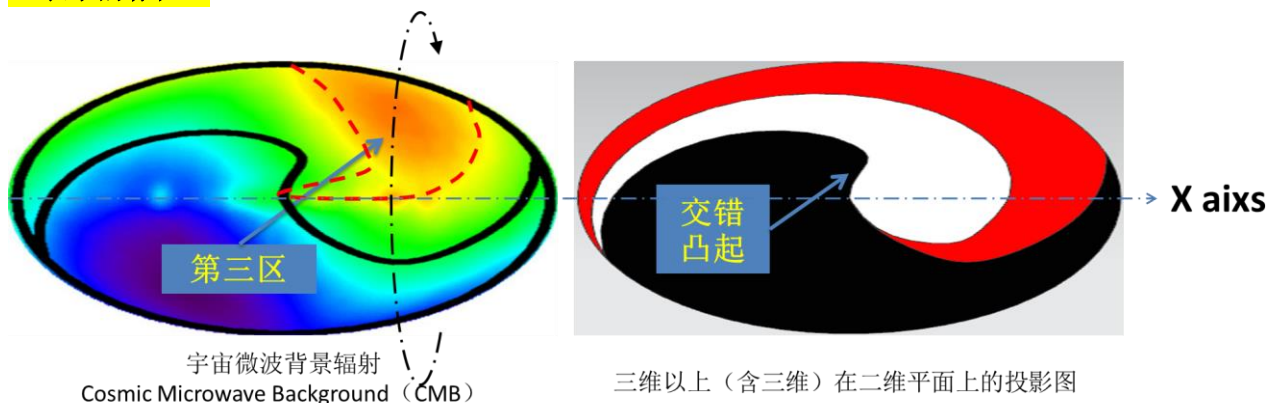 第三区
交错
凸起
X aixs
宇宙微波背景辐射
Cosmic Microwave Background（CMB）
三维以上（含三维）在二维平面上的投影图